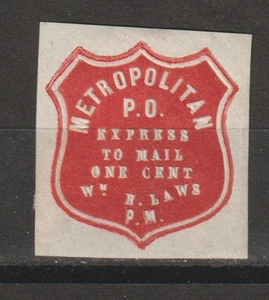 METROPOLITAN
P.O.
EXPRESS
TO MAIL
ONE CENT
Wᴹ H. LAWS
P.M.